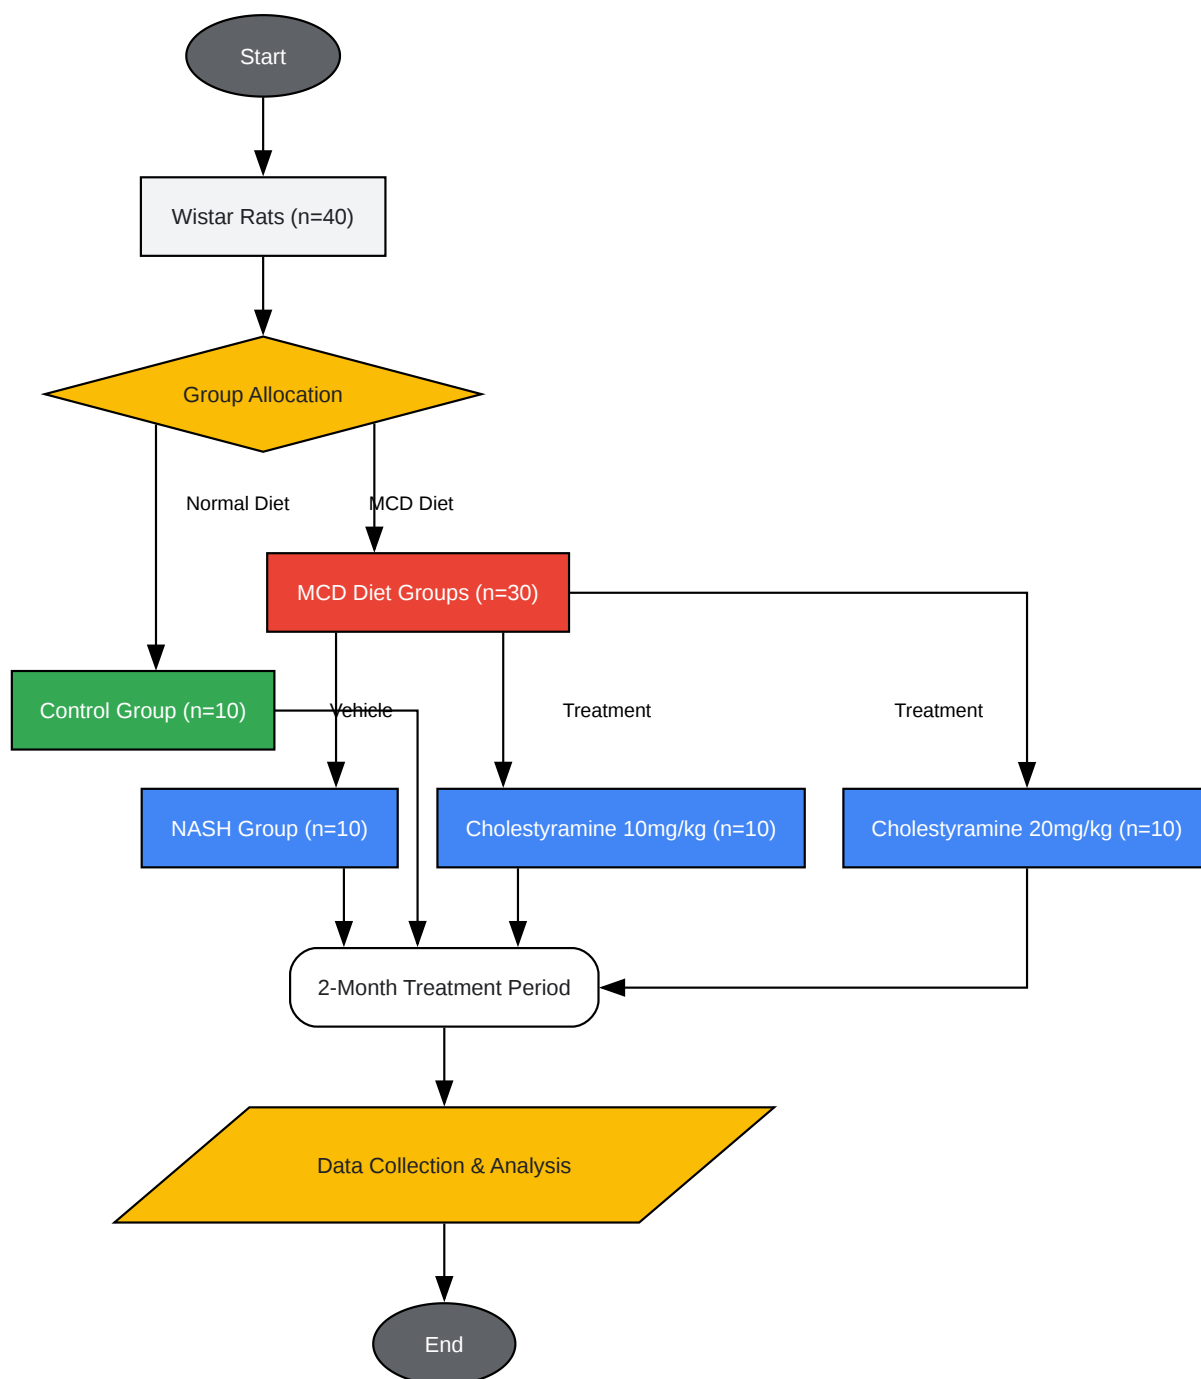 Start
Wistar Rats (n=40)
Group Allocation
Normal Diet
MCD Diet
MCD Diet Groups (n=30)
Control Group (n=10)
Vehicle
Treatment
Treatment
NASH Group (n=10)
Cholestyramine 10mg/kg (n=10)
Cholestyramine 20mg/kg (n=10)
2-Month Treatment Period
Data Collection & Analysis
End